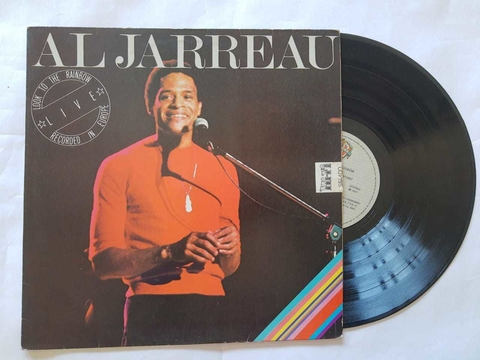 AL JARREAU
LOOK TO THE RAINBOW
LIVE
RECORDED IN EUROPE